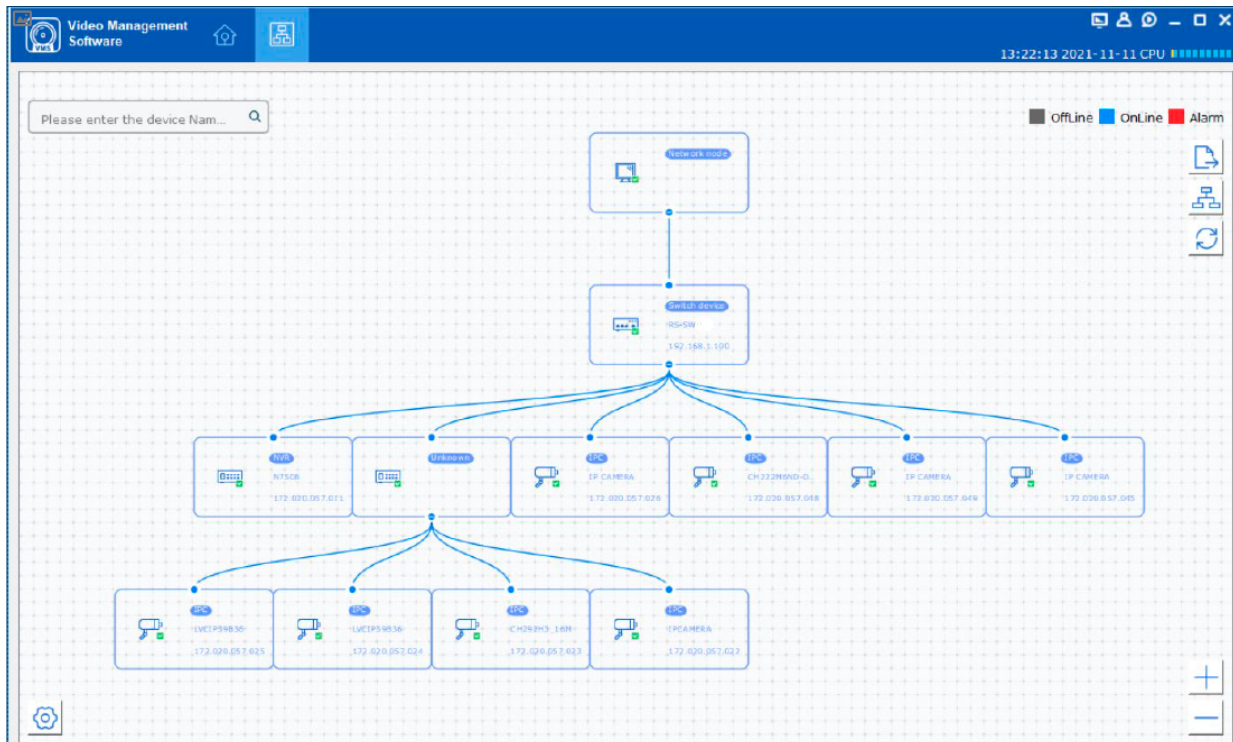 Video Management
Software
VMS
13:22:13 2021-11-11 CPU
Please enter the device Nam...
OffLine OnLine Alarm
Network node
Switch device
RS-SW
192.168.1.100
NVR
172.020.057.011
Unknown
IPC
IP CAMERA
172.020.057.026
IPC
CH222M6ND-D..
172.020.057.048
IPC
IP CAMERA
172.020.057.049
IPC
IP CAMERA
172.020.057.045
IPC
172.020.057.025
IPC
172.020.057.024
IPC
172.020.057.023
IPC
IPCAMERA
172.020.057.022